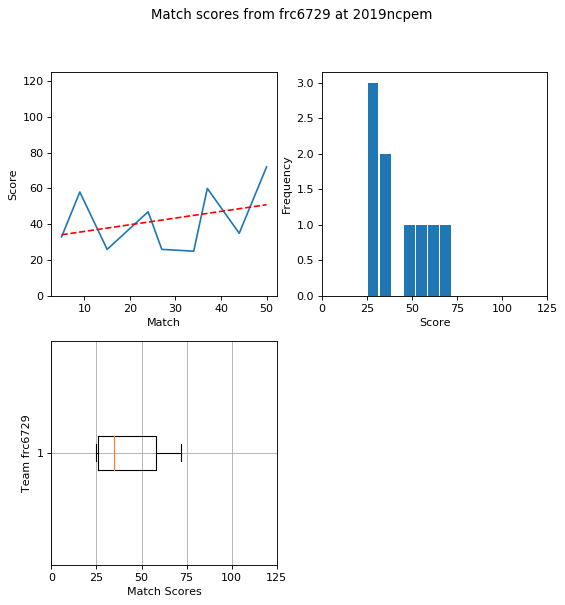 Match scores from frc6729 at 2019ncpem
120
100
80
60
40
20
0
Score
10 20 30 40 50
Match
3.0
2.5
2.0
1.5
1.0
0.5
0.0
Frequency
0 25 50 75 100 125
Score
Team frc6729
1
0 25 50 75 100 125
Match Scores